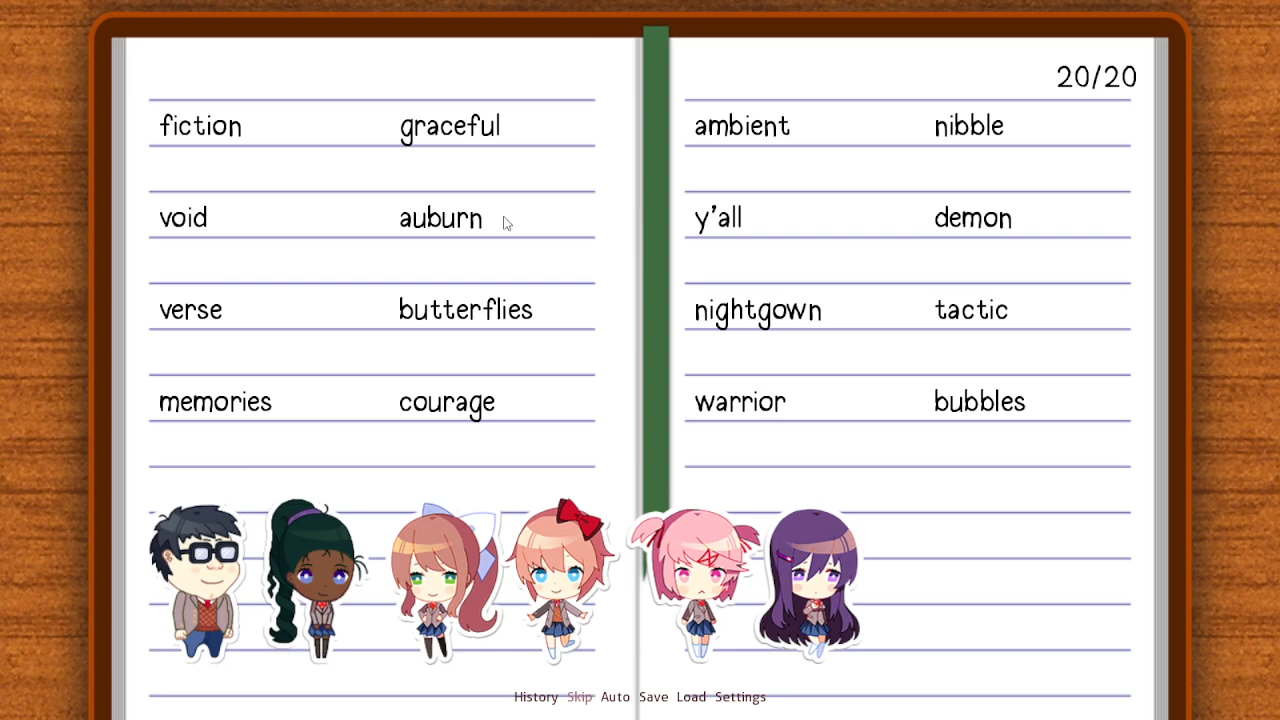 20/20
fiction graceful ambient nibble
void auburn y'all demon
verse butterflies nightgown tactic
memories courage warrior bubbles
History Skip Auto Save Load Settings